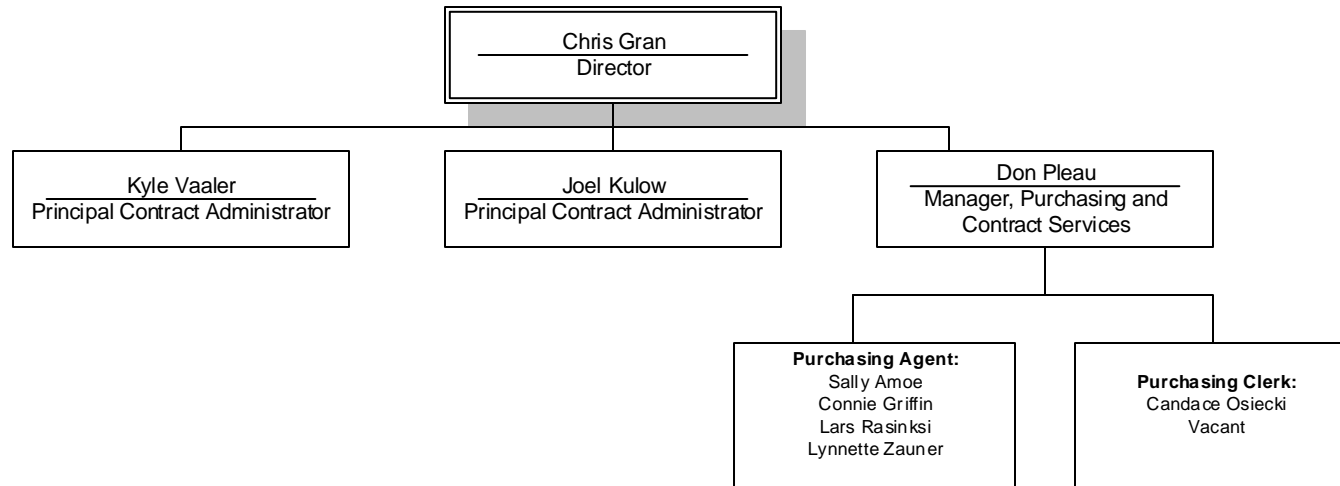 Chris Gran
Director
Kyle Vaaler
Principal Contract Administrator
Joel Kulow
Principal Contract Administrator
Don Pleau
Manager, Purchasing and
Contract Services
Purchasing Agent:
Sally Amoe
Connie Griffin
Lars Rasinksi
Lynnette Zauner
Purchasing Clerk:
Candace Osiecki
Vacant